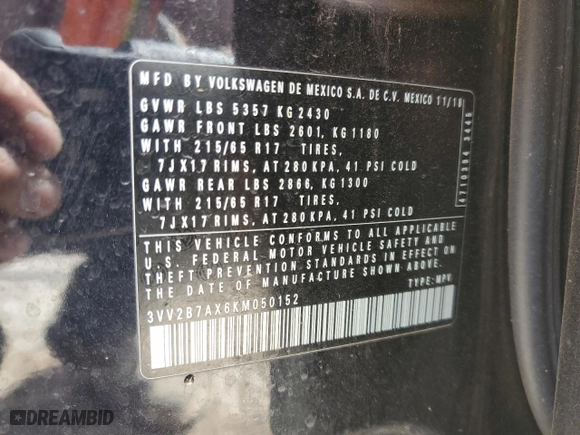 MFD BY VOLKSWAGEN DE MEXICO S.A. DE C.V. MEXICO 11/18
GVWR LBS 5357 KG 2430
GAWR FRONT LBS 2601, KG 1180
WITH 215/65 R17 TIRES,
7JX17 RIMS, AT 280 KPA, 41 PSI COLD
GAWR REAR LBS 2866, KG 1300
WITH 215/65 R17 TIRES,
7JX17 RIMS, AT 280 KPA, 41 PSI COLD
THIS VEHICLE CONFORMS TO ALL APPLICABLE
U.S. FEDERAL MOTOR VEHICLE SAFETY AND
THEFT PREVENTION STANDARDS IN EFFECT ON
THE DATE OF MANUFACTURE SHOWN ABOVE.
3VV2B7AX6KM050152 TYPE: MPV
4710394 3445
DREAMBID